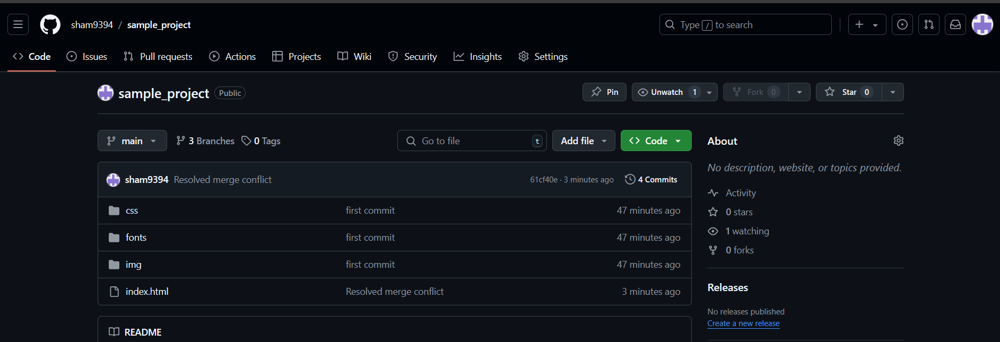 sham9394 / sample_project
Type / to search
Code Issues Pull requests Actions Projects Wiki Security Insights Settings
sample_project Public
Pin Unwatch 1 Fork 0 Star 0
main 3 Branches 0 Tags Go to file t Add file Code
sham9394 Resolved merge conflict 61cf40e · 3 minutes ago 4 Commits
css first commit 47 minutes ago
fonts first commit 47 minutes ago
img first commit 47 minutes ago
index.html Resolved merge conflict 3 minutes ago
README
About
No description, website, or topics provided.
Activity
0 stars
1 watching
0 forks
Releases
No releases published
Create a new release